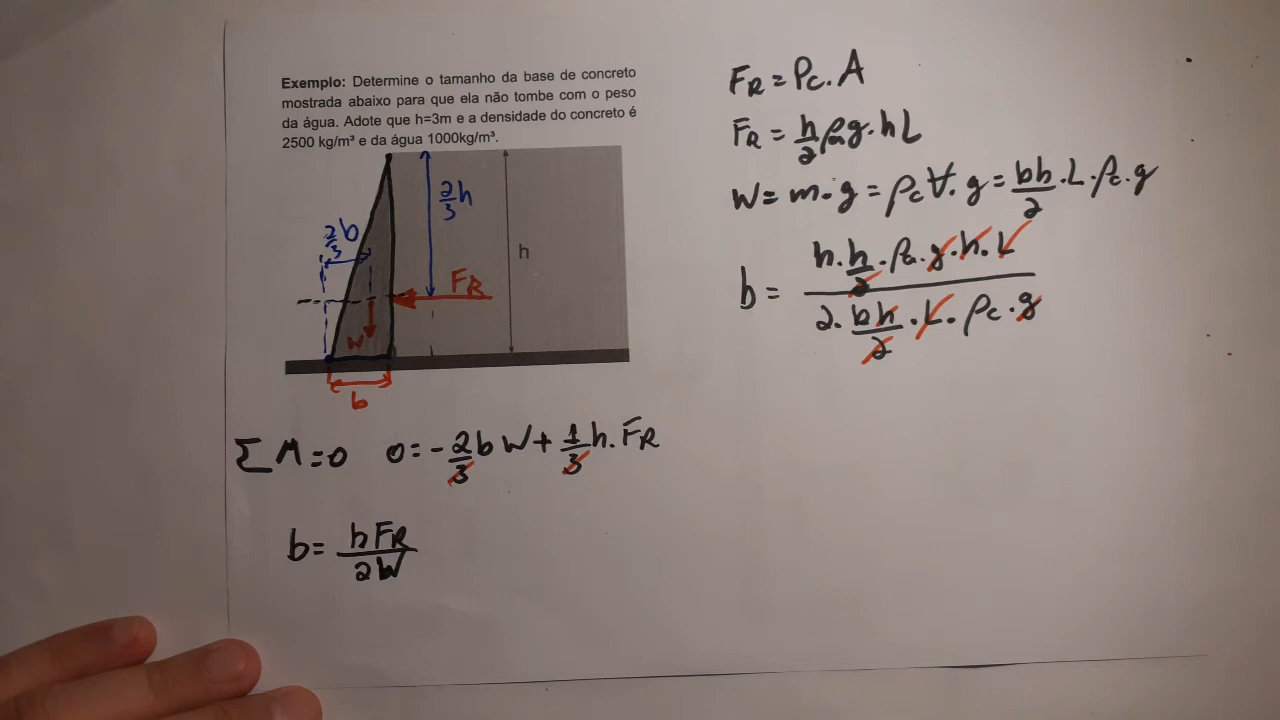 Exemplo: Determine o tamanho da base de concreto
mostrada abaixo para que ela não tombe com o peso
da água. Adote que h=3m e a densidade do concreto é
2500 kg/m³ e da água 1000kg/m³.
2/3 h
2/3 b
h
FR
W
b
ΣM=0 0=-2/3 b W+1/3 h.FR
b= hFR/2W
FR=Pc.A
FR=h/2 ρag.hL
W=m.g=ρc∀.g=bh/2.L.ρc.g
b= h.h/2.ρa.g.h.L / 2.bh/2.L.ρc.g